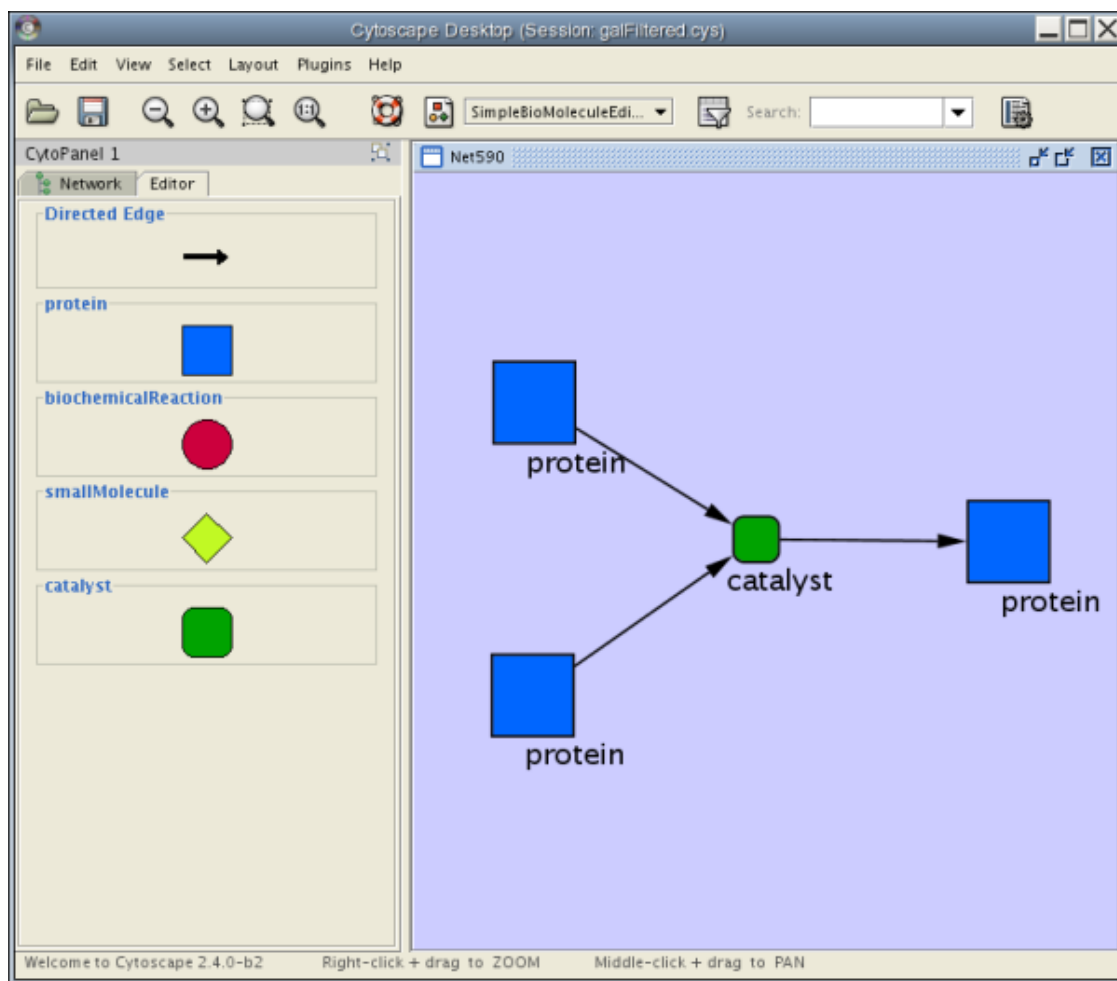 Cytoscape Desktop (Session: galFiltered.cys)
File Edit View Select Layout Plugins Help
1:1 SimpleBioMoleculeEdi... Search:
CytoPanel 1
Network Editor
Directed Edge
protein
biochemicalReaction
smallMolecule
catalyst
Net590
protein
catalyst
protein
protein
Welcome to Cytoscape 2.4.0-b2 Right-click + drag to ZOOM Middle-click + drag to PAN